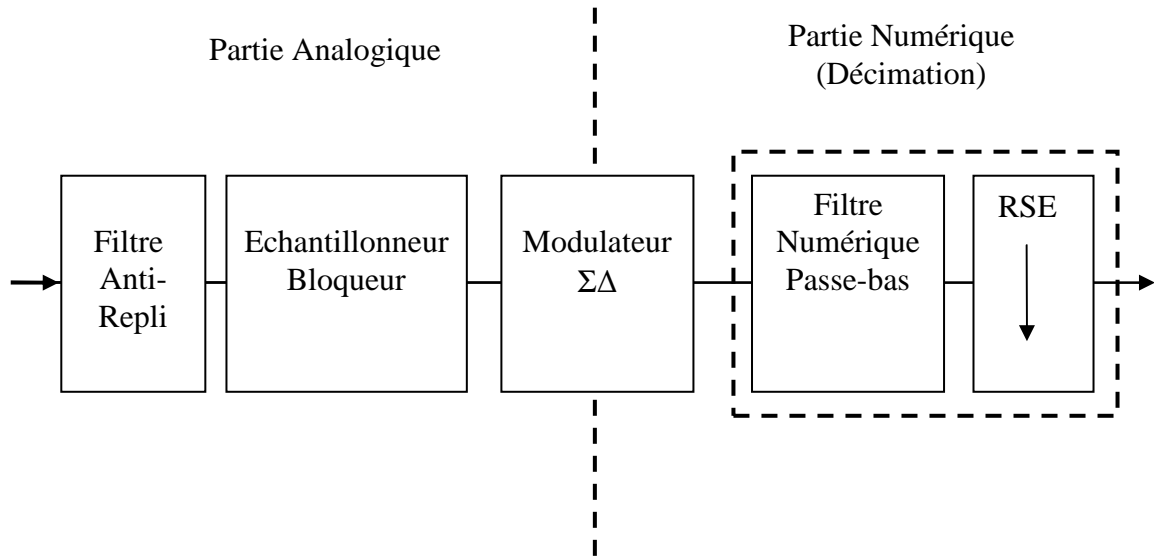 Partie Analogique
Partie Numérique
(Décimation)
Filtre
Anti-
Repli
Echantillonneur
Bloqueur
Modulateur
ΣΔ
Filtre
Numérique
Passe-bas
RSE